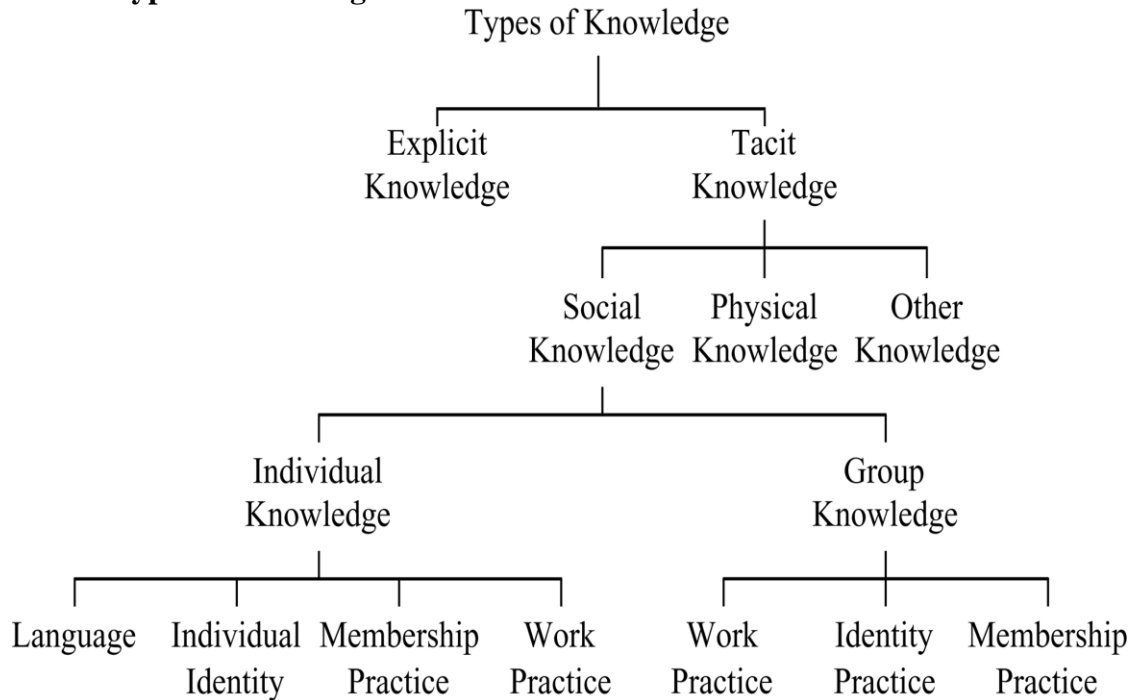 Types of Knowledge
Explicit
Knowledge
Tacit
Knowledge
Social
Knowledge
Physical
Knowledge
Other
Knowledge
Individual
Knowledge
Group
Knowledge
Language
Individual
Identity
Membership
Practice
Work
Practice
Work
Practice
Identity
Practice
Membership
Practice